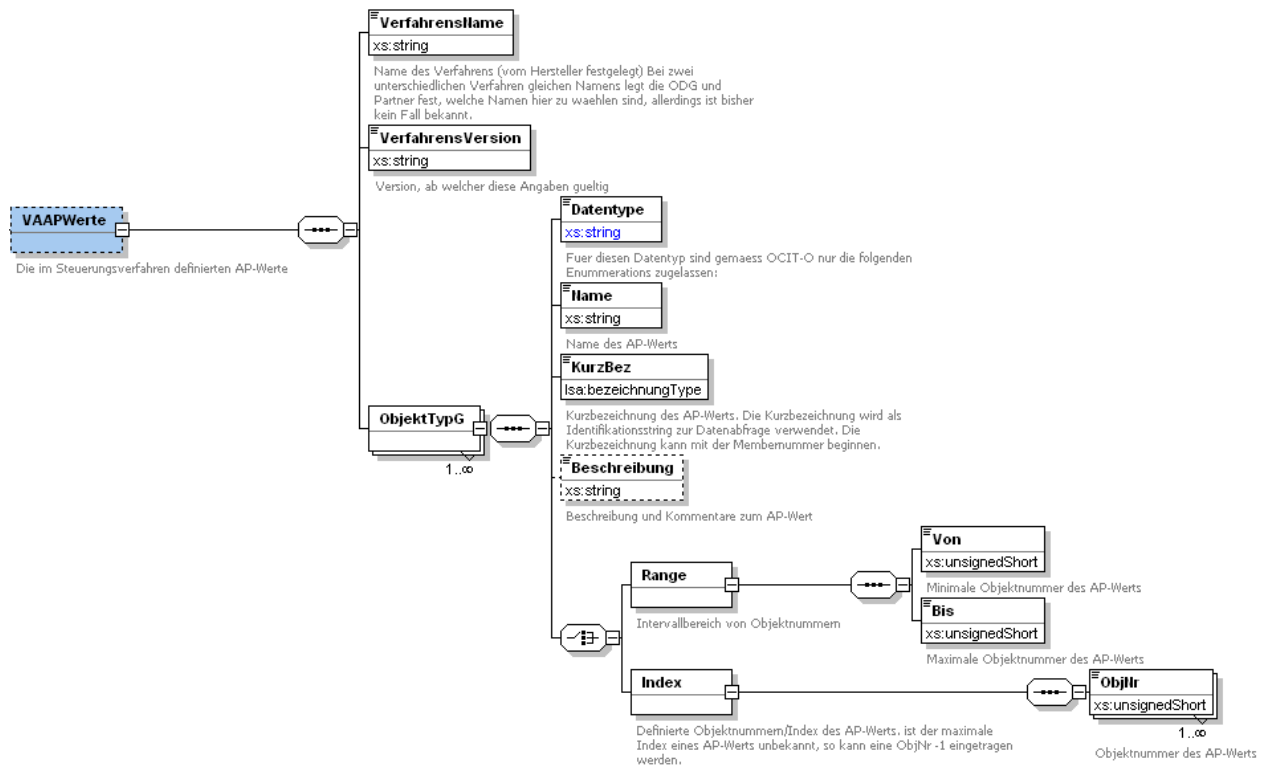 VerfahrensName
xs:string
Name des Verfahrens (vom Hersteller festgelegt) Bei zwei
unterschiedlichen Verfahren gleichen Namens legt die ODG und
Partner fest, welche Namen hier zu waehlen sind, allerdings ist bisher
kein Fall bekannt.
VerfahrensVersion
xs:string
Version, ab welcher diese Angaben gueltig
VAAPWerte
Die im Steuerungsverfahren definierten AP-Werte
Datentype
xs:string
Fuer diesen Datentyp sind gemaess OCIT-O nur die folgenden
Enummerations zugelassen:
Name
xs:string
Name des AP-Werts
KurzBez
lsa:bezeichnungType
Kurzbezeichnung des AP-Werts. Die Kurzbezeichnung wird als
Identifikationsstring zur Datenabfrage verwendet. Die
Kurzbezeichnung kann mit der Membernummer beginnen.
ObjektTypG
1..∞
Beschreibung
xs:string
Beschreibung und Kommentare zum AP-Wert
Range
Intervallbereich von Objektnummern
Von
xs:unsignedShort
Minimale Objektnummer des AP-Werts
Bis
xs:unsignedShort
Maximale Objektnummer des AP-Werts
Index
Definierte Objektnummern/Index des AP-Werts. ist der maximale
Index eines AP-Werts unbekannt, so kann eine ObjNr -1 eingetragen
werden.
ObjNr
xs:unsignedShort
1..∞
Objektnummer des AP-Werts